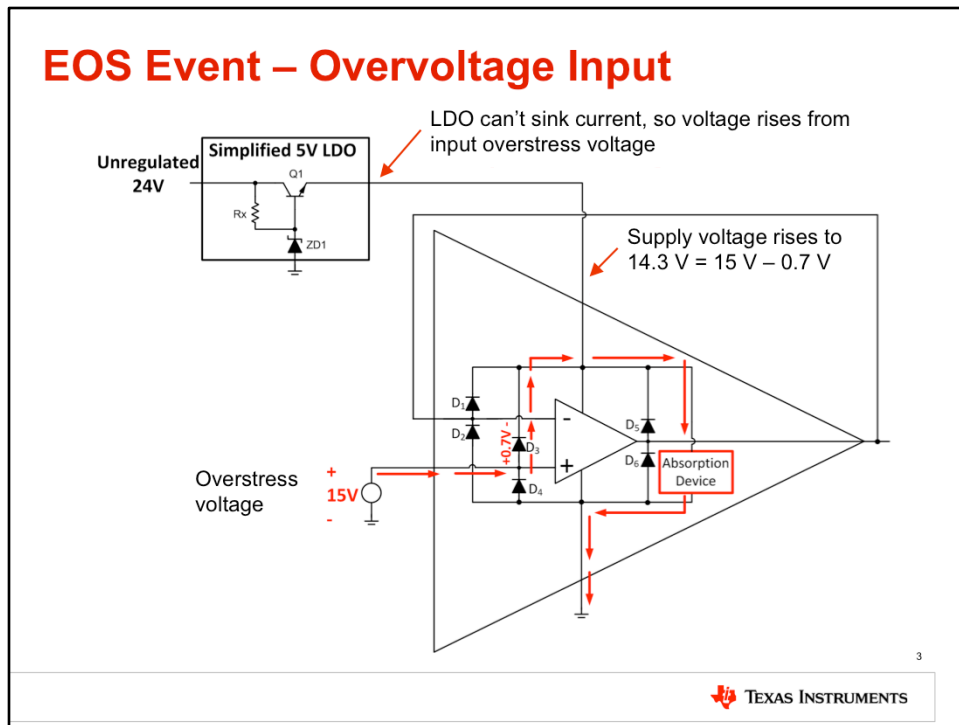 EOS Event – Overvoltage Input
LDO can't sink current, so voltage rises from
input overstress voltage
Unregulated
24V
Simplified 5V LDO
Q1
Rx
ZD1
Supply voltage rises to
14.3 V = 15 V – 0.7 V
D1
D2
+0.7V -
D3
D4
-
+
D5
D6
Absorption
Device
Overstress
voltage
+
15V
-
3
TEXAS INSTRUMENTS